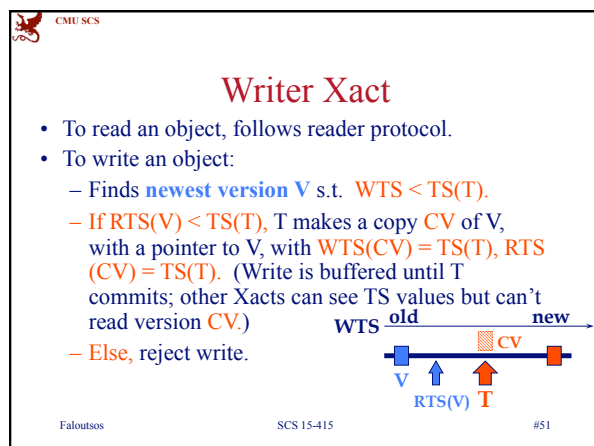 CMU SCS
Writer Xact
• To read an object, follows reader protocol.
• To write an object:
– Finds newest version V s.t. WTS < TS(T).
– If RTS(V) < TS(T), T makes a copy CV of V,
with a pointer to V, with WTS(CV) = TS(T), RTS
(CV) = TS(T). (Write is buffered until T
commits; other Xacts can see TS values but can't
read version CV.)
– Else, reject write.
WTS old new
CV
V
RTS(V) T
Faloutsos SCS 15-415 #51